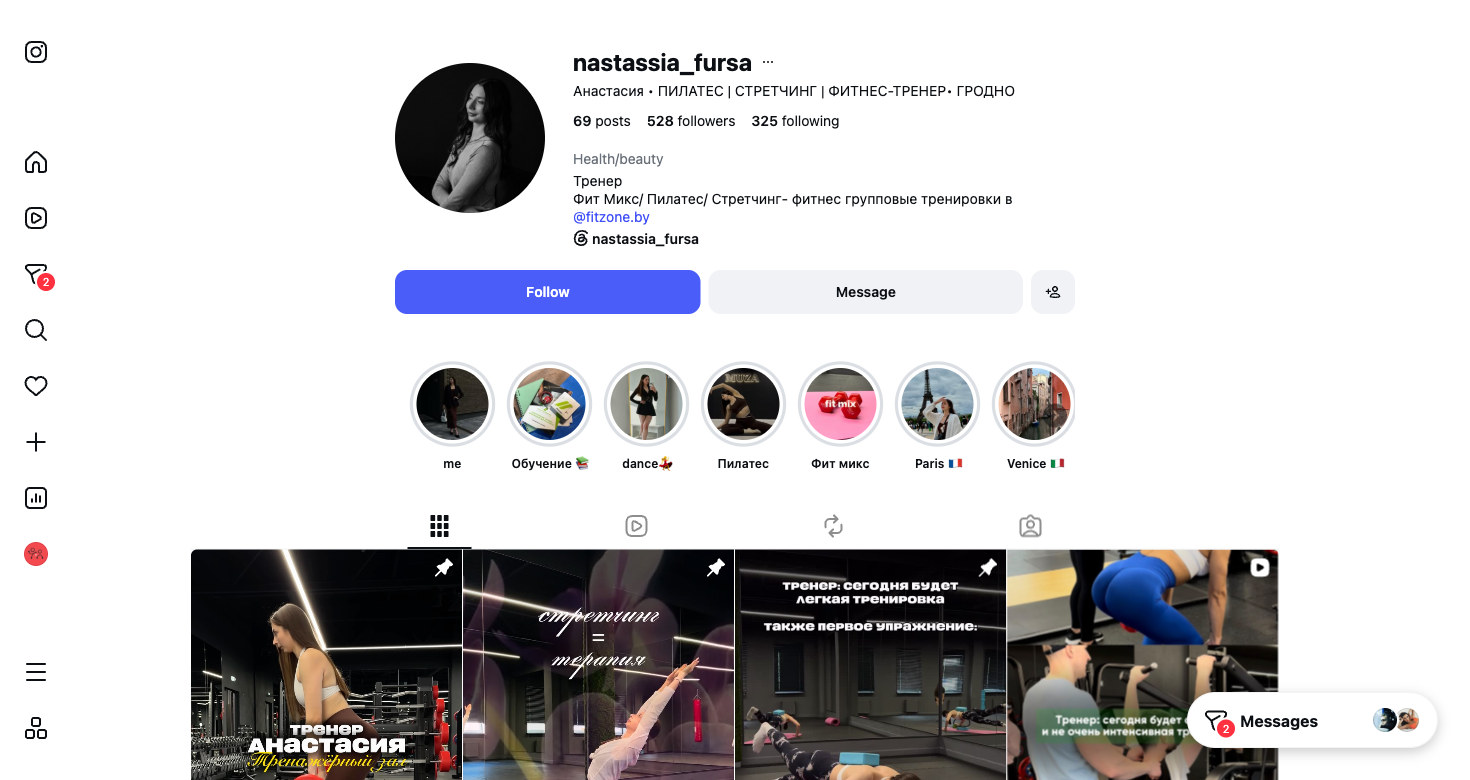 nastassia_fursa ...
Анастасия • ПИЛАТЕС | СТРЕТЧИНГ | ФИТНЕС-ТРЕНЕР• ГРОДНО
69 posts 528 followers 325 following
Health/beauty
Тренер
Фит Микс/ Пилатес/ Стретчинг- фитнес групповые тренировки в
@fitzone.by
nastassia_fursa
Follow Message
2
MUZA
fit mix
me Обучение 📚 dance💃 Пилатес Фит микс Paris 🇫🇷 Venice 🇮🇹
ТРЕНЕР
АНАСТАСИЯ
Тренажёрный зал
стретчинг
=
терапия
ТРЕНЕР: СЕГОДНЯ БУДЕТ
ЛЕГКАЯ ТРЕНИРОВКА
ТАКЖЕ ПЕРВОЕ УПРАЖНЕНИЕ:
Тренер: сегодня будет
и не очень интенсивная
2 Messages